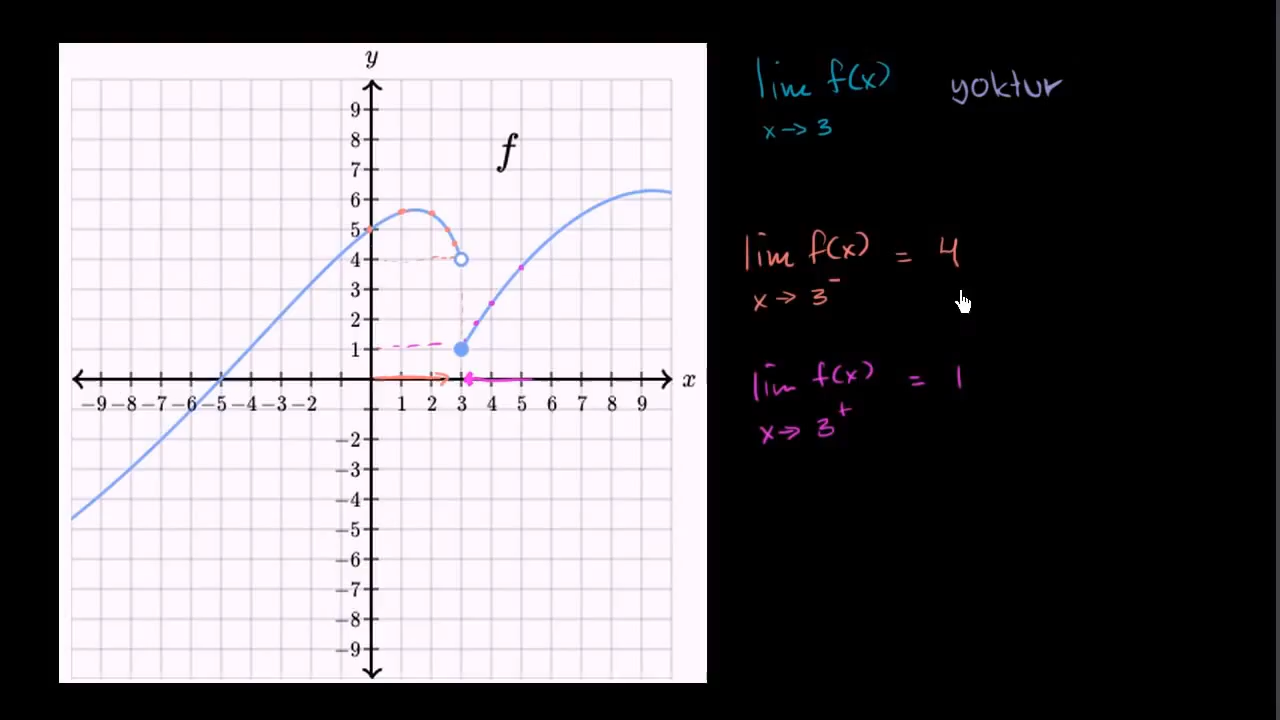 y
9
8
7
6
5
4
3
2
1
f
x
−9 −8 −7 −6 −5 −4 −3 −2 1 2 3 4 5 6 7 8 9
−2
−3
−4
−5
−6
−7
−8
−9
lim f(x) yoktur
x → 3
lim f(x) = 4
x → 3⁻
lim f(x) = 1
x → 3⁺